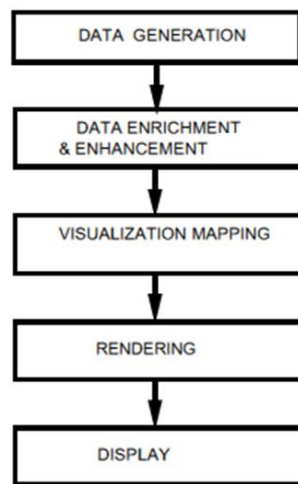 DATA GENERATION
DATA ENRICHMENT
& ENHANCEMENT
VISUALIZATION MAPPING
RENDERING
DISPLAY